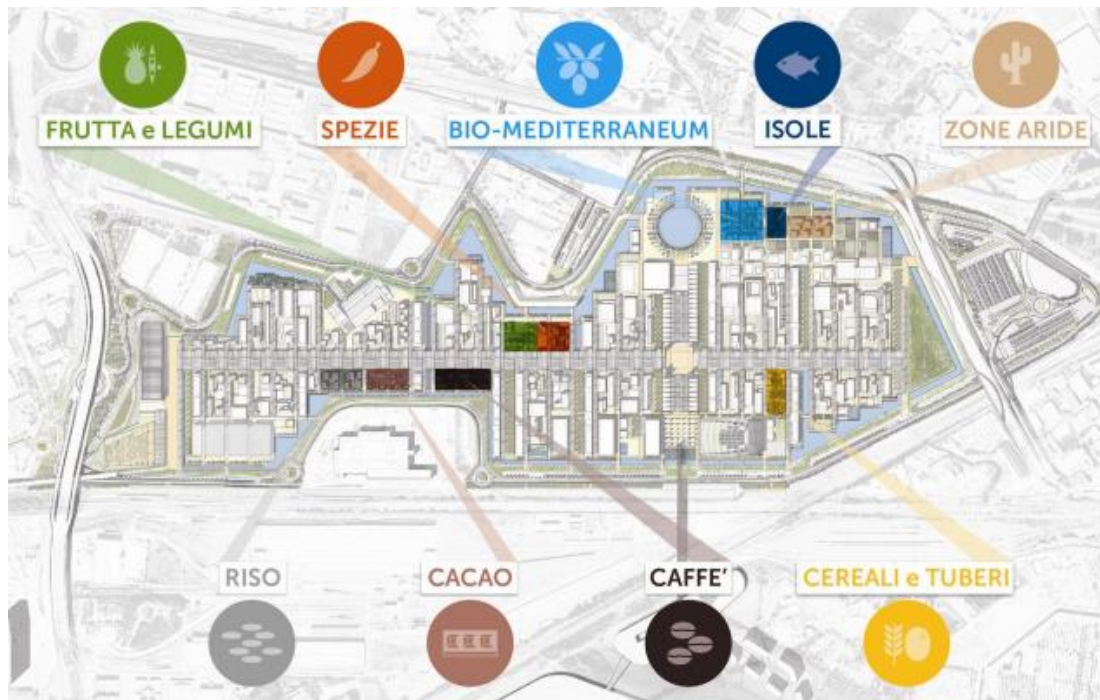 FRUTTA e LEGUMI
SPEZIE
BIO-MEDITERRANEUM
ISOLE
ZONE ARIDE
RISO
CACAO
CAFFE'
CEREALI e TUBERI